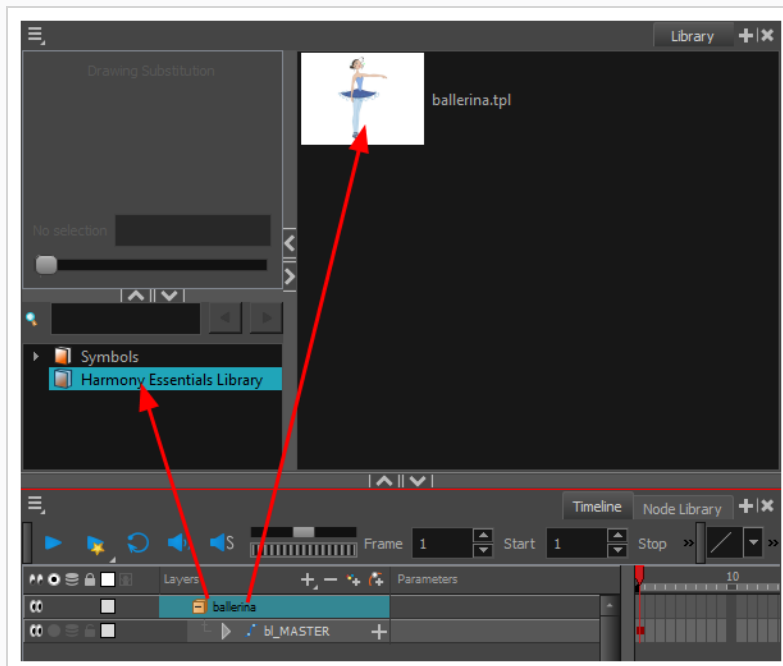 Library
Drawing Substitution
ballerina.tpl
No selection
Symbols
Harmony Essentials Library
Timeline
Node Library
S
Frame 1 Start 1 Stop
Layers Parameters 10
ballerina
bl_MASTER